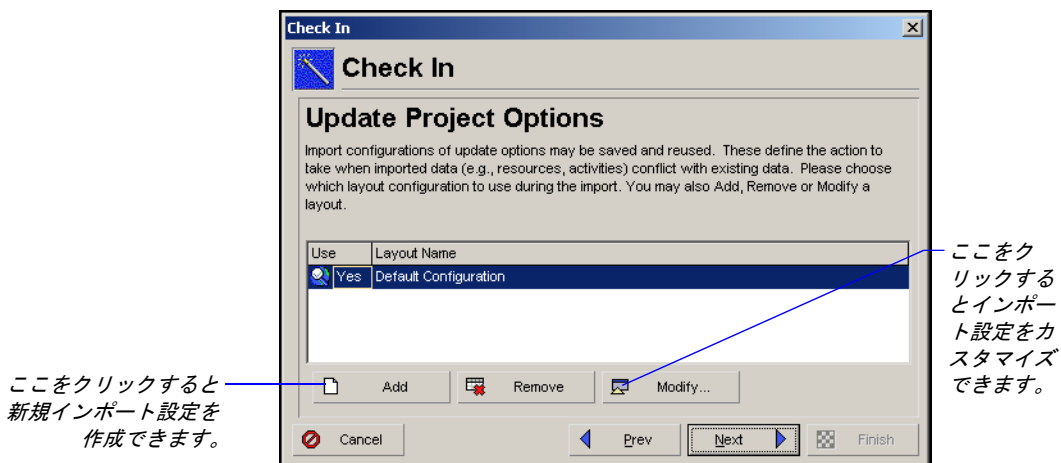 Check In
Check In
Update Project Options
Import configurations of update options may be saved and reused. These define the action to
take when imported data (e.g., resources, activities) conflict with existing data. Please choose
which layout configuration to use during the import. You may also Add, Remove or Modify a
layout.
Use Layout Name
Yes Default Configuration
ここをク
リックする
とインポー
ト設定をカ
スタマイズ
できます。
Add Remove Modify...
ここをクリックすると
新規インポート設定を
作成できます。
Cancel Prev Next Finish